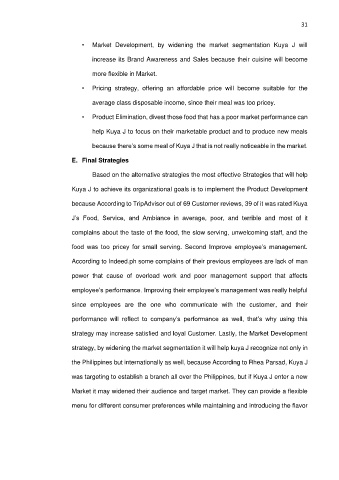 31
• Market Development, by widening the market segmentation Kuya J will
increase its Brand Awareness and Sales because their cuisine will become
more flexible in Market.
• Pricing strategy, offering an affordable price will become suitable for the
average class disposable income, since their meal was too pricey.
• Product Elimination, divest those food that has a poor market performance can
help Kuya J to focus on their marketable product and to produce new meals
because there's some meal of Kuya J that is not really noticeable in the market.
E. Final Strategies
Based on the alternative strategies the most effective Strategies that will help
Kuya J to achieve its organizational goals is to implement the Product Development
because According to TripAdvisor out of 69 Customer reviews, 39 of it was rated Kuya
J's Food, Service, and Ambiance in average, poor, and terrible and most of it
complains about the taste of the food, the slow serving, unwelcoming staff, and the
food was too pricey for small serving. Second Improve employee's management.
According to Indeed.ph some complains of their previous employees are lack of man
power that cause of overload work and poor management support that affects
employee's performance. Improving their employee's management was really helpful
since employees are the one who communicate with the customer, and their
performance will reflect to company's performance as well, that's why using this
strategy may increase satisfied and loyal Customer. Lastly, the Market Development
strategy, by widening the market segmentation it will help kuya J recognize not only in
the Philippines but internationally as well, because According to Rhea Parsad, Kuya J
was targeting to establish a branch all over the Philippines, but if Kuya J enter a new
Market it may widened their audience and target market. They can provide a flexible
menu for different consumer preferences while maintaining and introducing the flavor